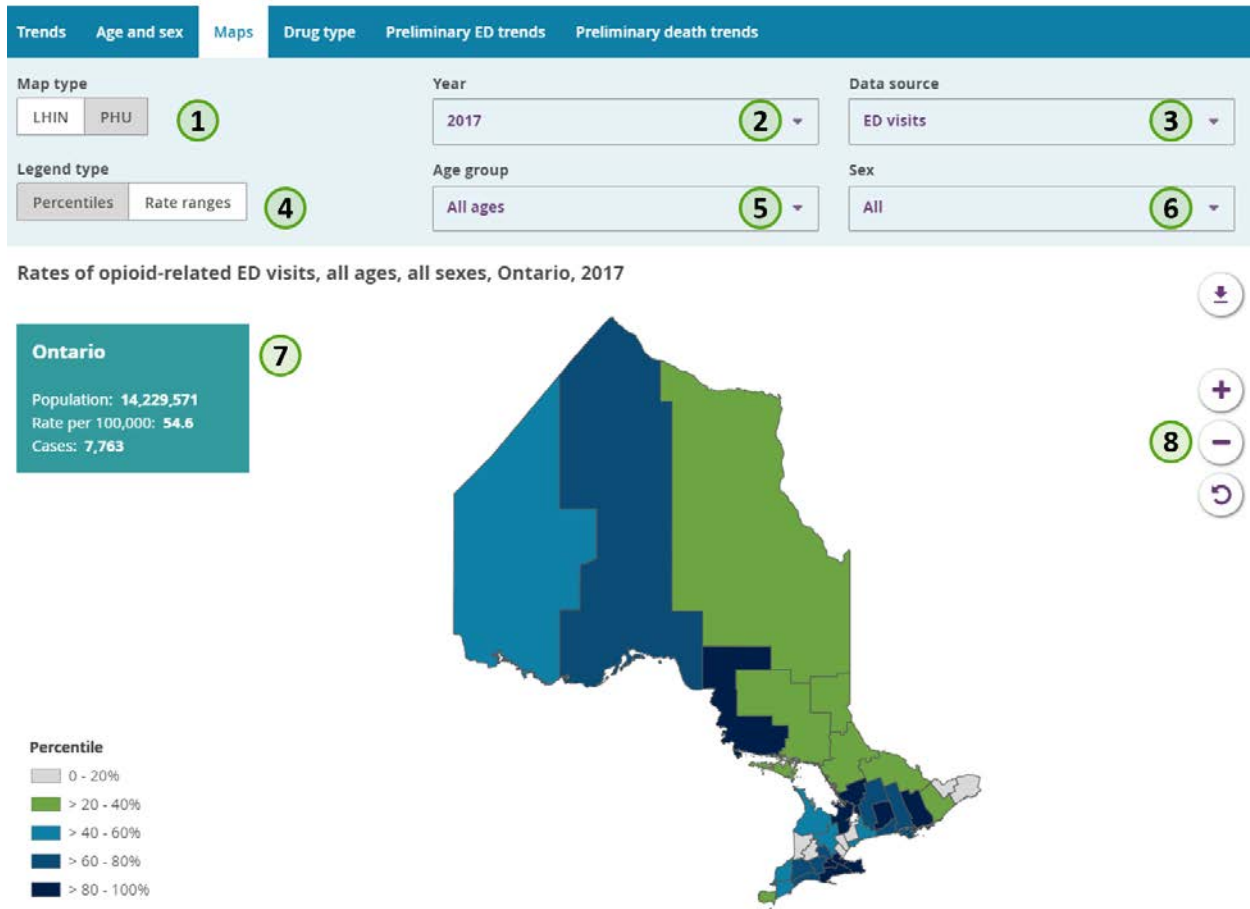 Trends Age and sex Maps Drug type Preliminary ED trends Preliminary death trends
Map type Year Data source
LHIN PHU 1 2017 2 ED visits 3
Legend type Age group Sex
Percentiles Rate ranges 4 All ages 5 All 6
Rates of opioid-related ED visits, all ages, all sexes, Ontario, 2017
Ontario 7
Population: 14,229,571
Rate per 100,000: 54.6
Cases: 7,763
8
Percentile
0 - 20%
> 20 - 40%
> 40 - 60%
> 60 - 80%
> 80 - 100%